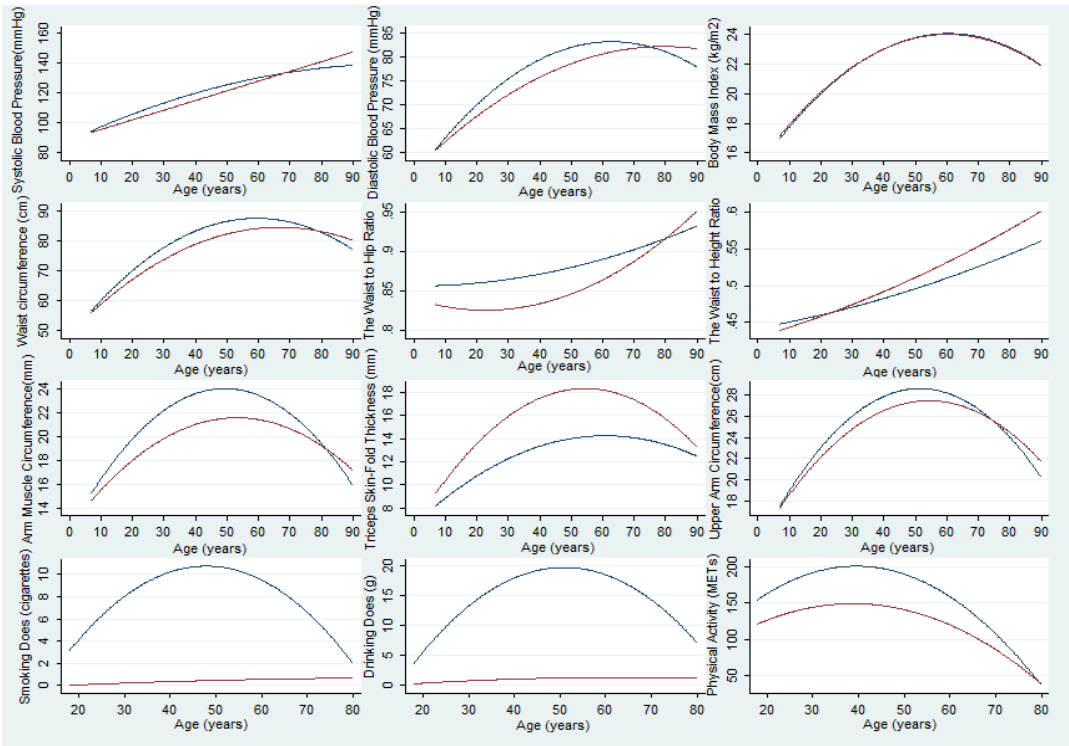 Systolic Blood Pressure(mmHg)
160
140
120
100
80
0 10 20 30 40 50 60 70 80 90
Age (years)
Diastolic Blood Pressure (mmHg)
85
80
75
70
65
60
0 10 20 30 40 50 60 70 80 90
Age (years)
Body Mass Index (kg/m2)
24
22
20
18
16
0 10 20 30 40 50 60 70 80 90
Age (years)
Waist circumference (cm)
90
80
70
60
50
0 10 20 30 40 50 60 70 80 90
Age (years)
The Waist to Hip Ratio
.95
.9
.85
.8
0 10 20 30 40 50 60 70 80 90
Age (years)
The Waist to Height Ratio
.6
.55
.5
.45
0 10 20 30 40 50 60 70 80 90
Age (years)
Arm Muscle Circumference(mm)
24
22
20
18
16
14
0 10 20 30 40 50 60 70 80 90
Age (years)
Triceps Skin-Fold Thickness (mm)
18
16
14
12
10
8
0 10 20 30 40 50 60 70 80 90
Age (years)
Upper Arm Circumference(cm)
28
26
24
22
20
18
0 10 20 30 40 50 60 70 80 90
Age (years)
Smoking Does (cigarettes)
10
8
6
4
2
0
20 30 40 50 60 70 80
Age (years)
Drinking Does (g)
20
15
10
5
0
20 30 40 50 60 70 80
Age (years)
Physical Activity (METs)
200
150
100
50
20 30 40 50 60 70 80
Age (years)